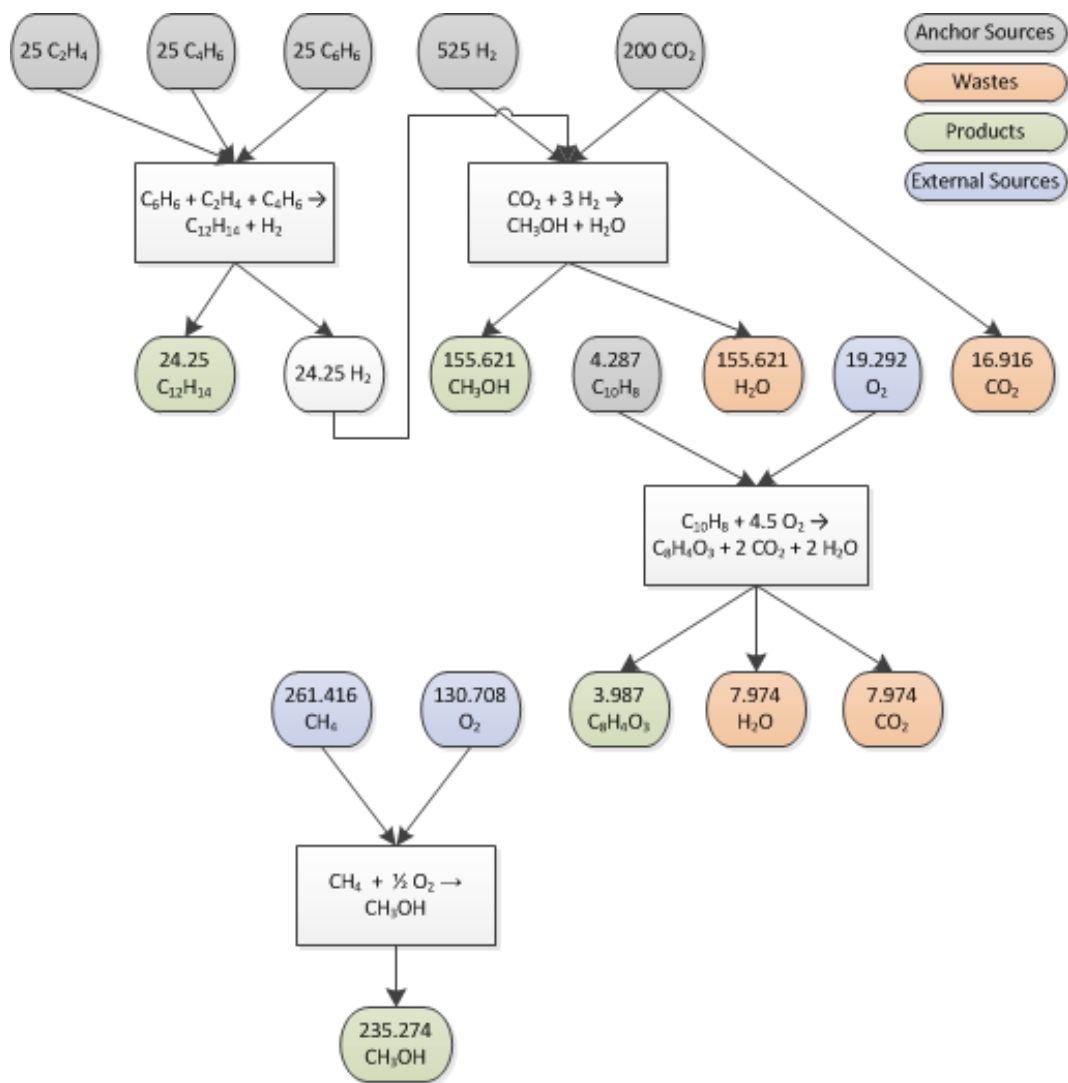 25 C₂H₄
25 C₄H₆
25 C₆H₆
525 H₂
200 CO₂
Anchor Sources
Wastes
Products
External Sources
C₆H₆ + C₂H₄ + C₄H₆ →
C₁₂H₁₄ + H₂
CO₂ + 3 H₂ →
CH₃OH + H₂O
24.25
C₁₂H₁₄
24.25 H₂
155.621
CH₃OH
4.287
C₁₀H₈
155.621
H₂O
19.292
O₂
16.916
CO₂
C₁₀H₈ + 4.5 O₂ →
C₈H₄O₃ + 2 CO₂ + 2 H₂O
261.416
CH₄
130.708
O₂
3.987
C₈H₄O₃
7.974
H₂O
7.974
CO₂
CH₄ + ½ O₂ →
CH₃OH
235.274
CH₃OH